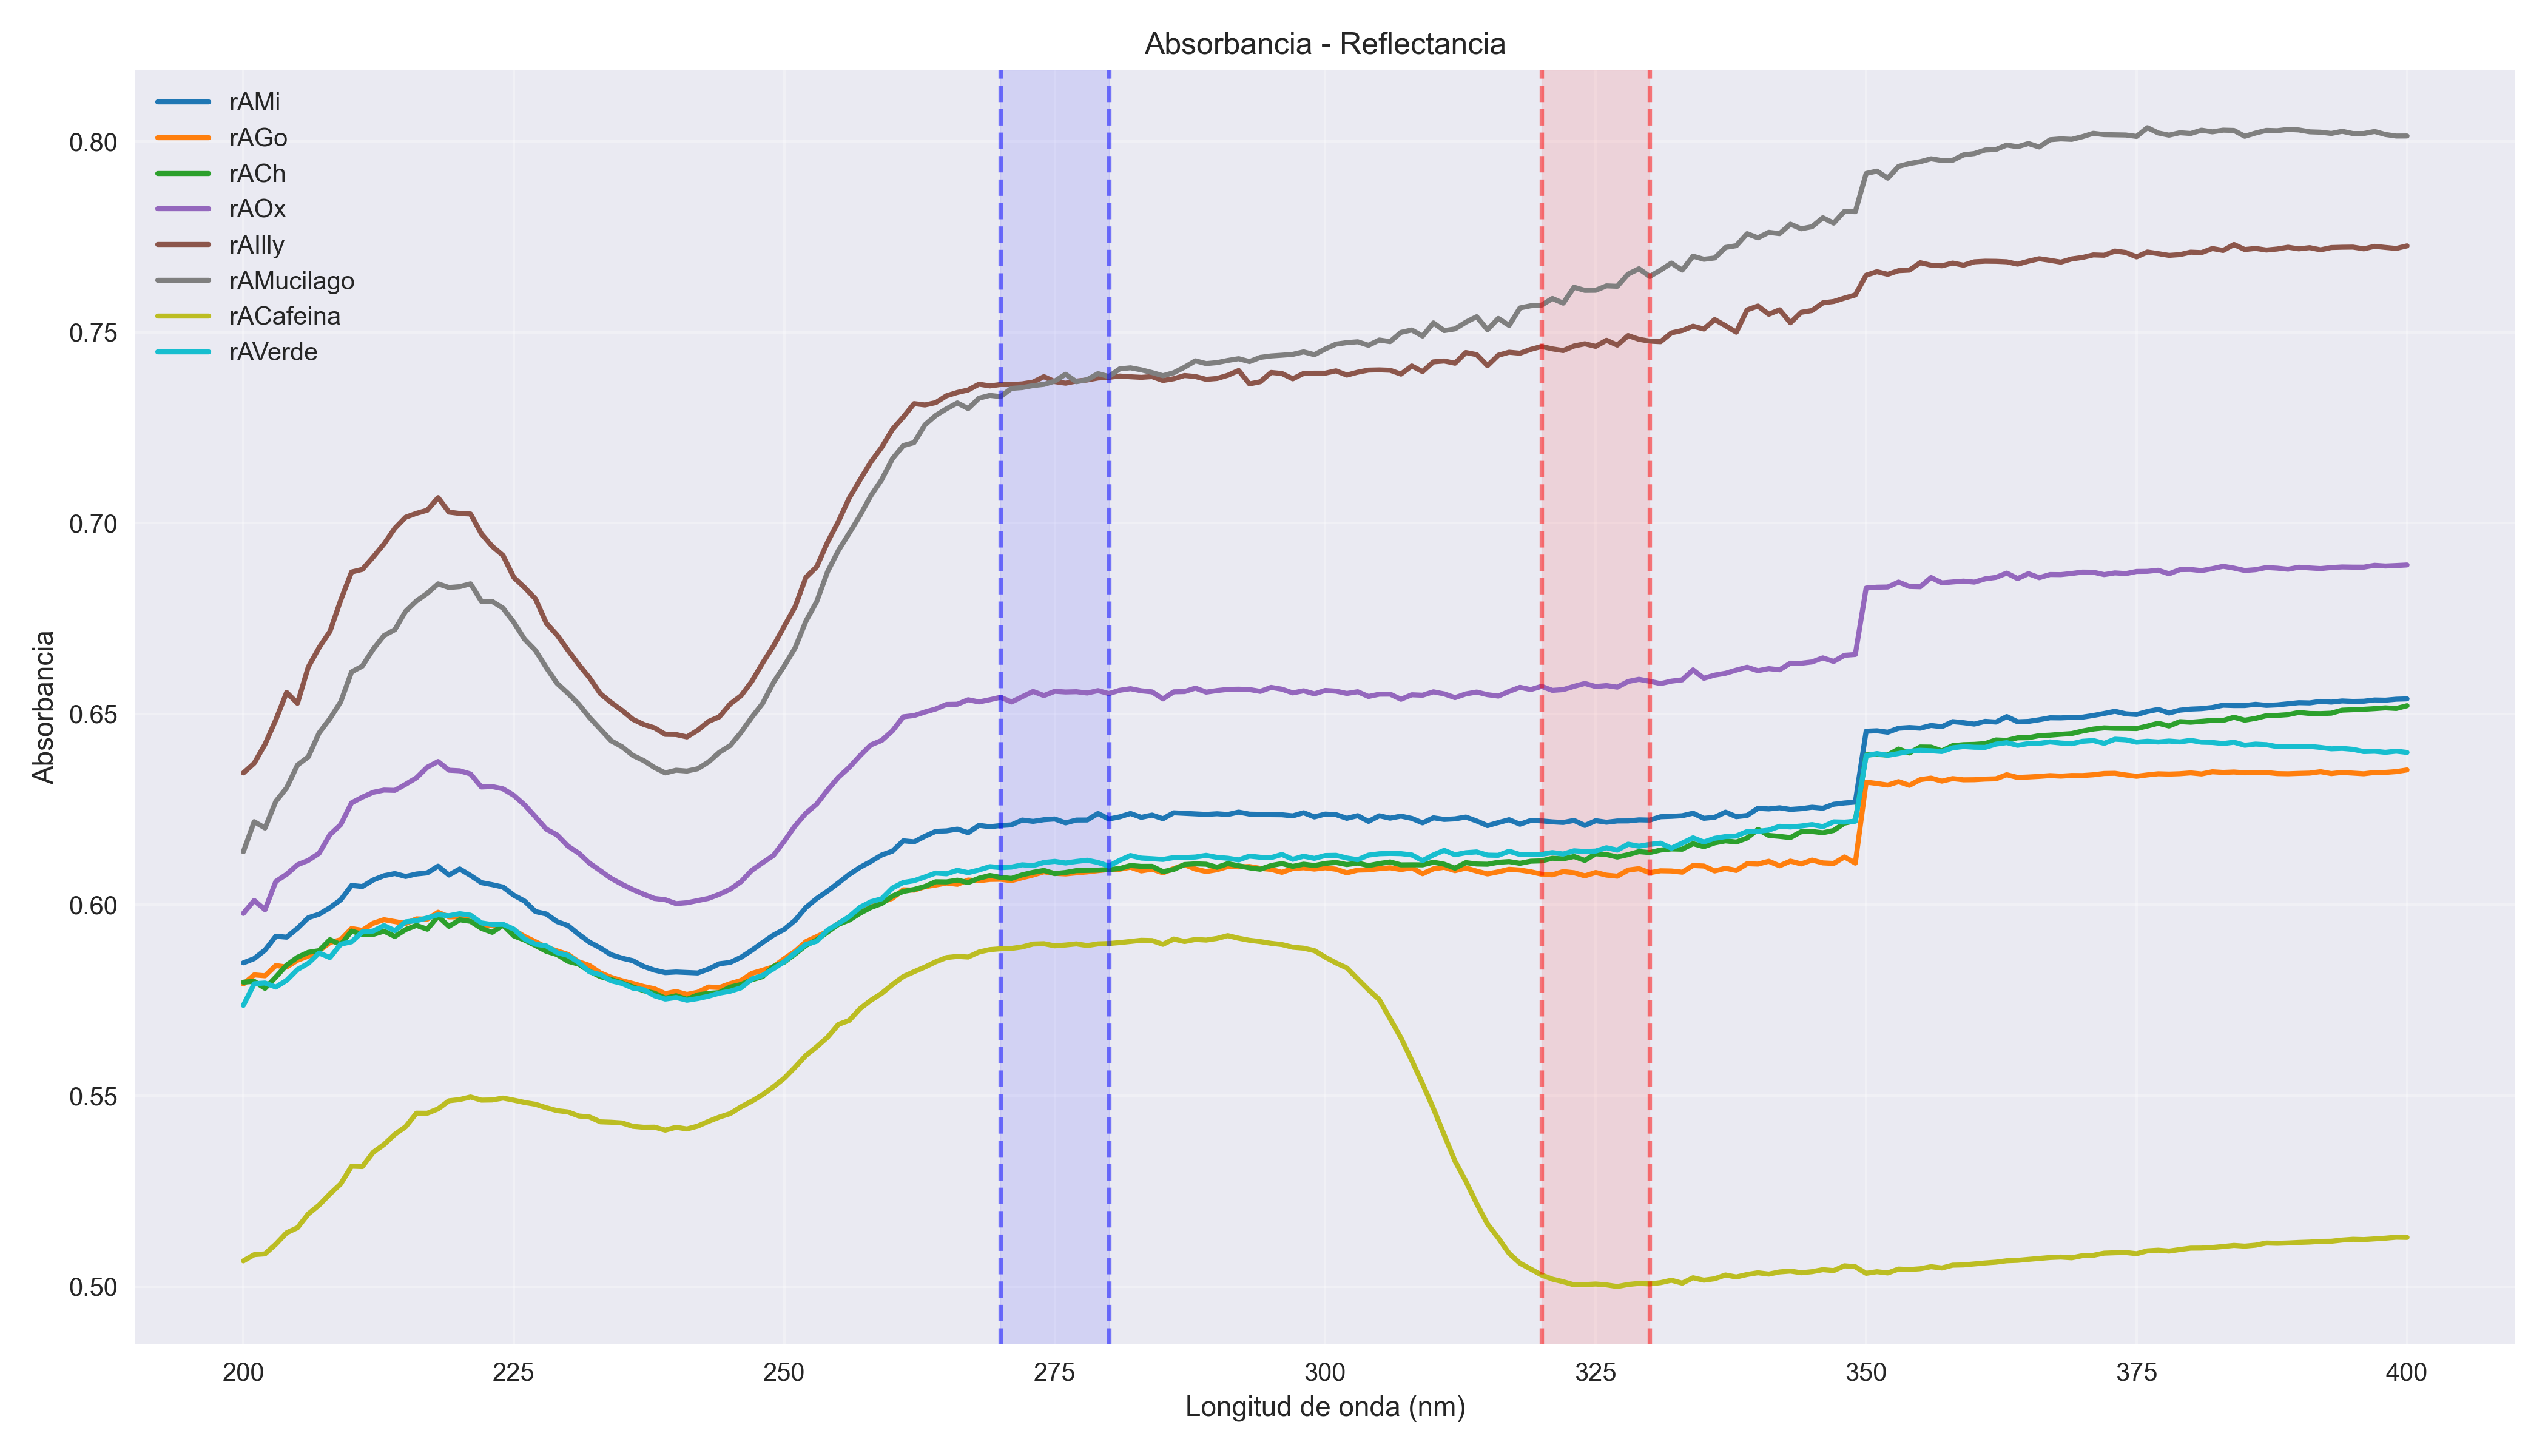 Absorbancia - Reflectancia
rAMi
rAGo
rACh
rAOx
rAIlly
rAMucilago
rACafeina
rAVerde
0.80
0.75
0.70
0.65
0.60
0.55
0.50
Absorbancia
200 225 250 275 300 325 350 375 400
Longitud de onda (nm)